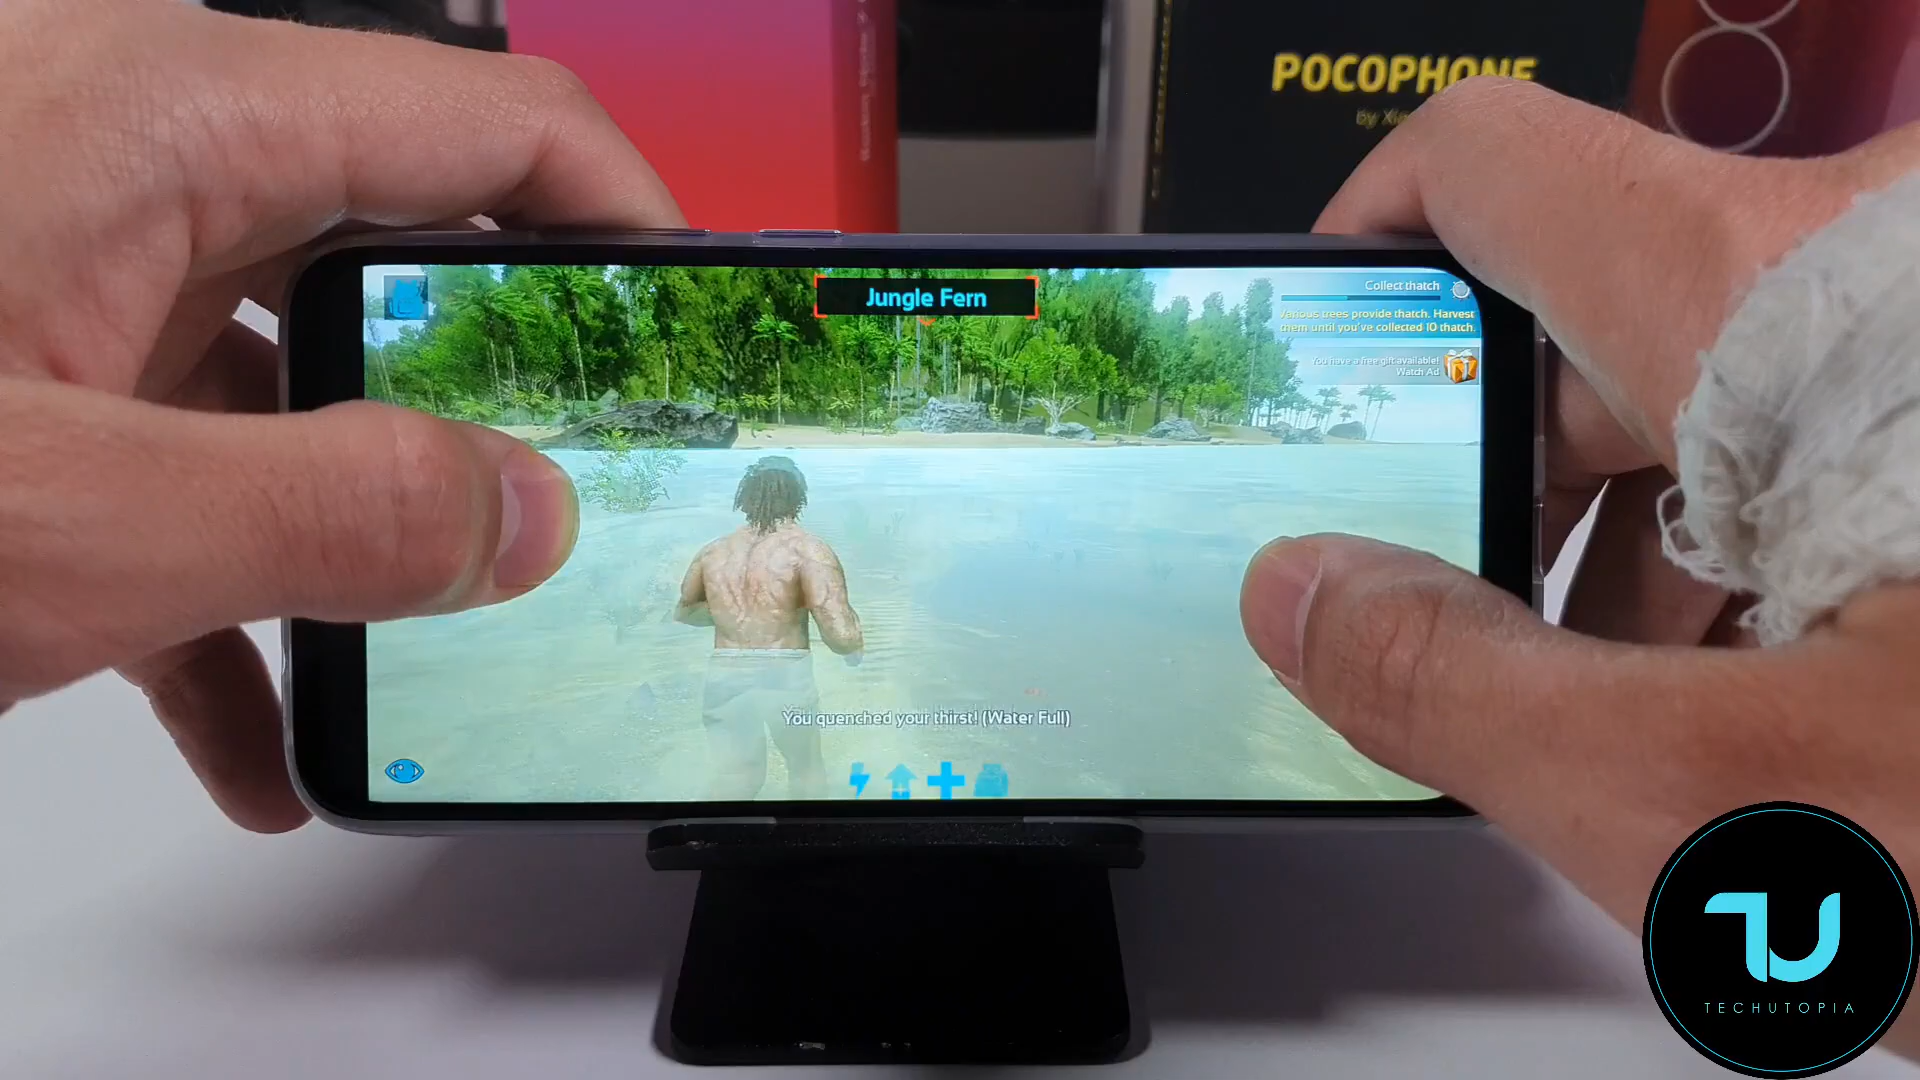 POCOPHONE
By
Jungle Fern
Collect thatch
Various trees provide thatch. Harvest
them until you've collected 10 thatch.
You have a free gift available!
Watch Ad
You quenched your thirst! (Water Full)
TECHUTOPIA